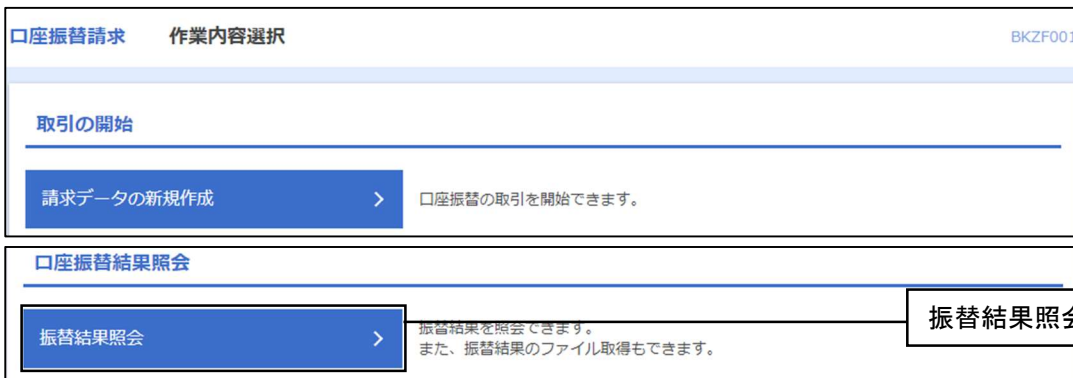 口座振替請求 作業内容選択 BKZF001
取引の開始
請求データの新規作成
口座振替の取引を開始できます。
口座振替結果照会
振替結果照会
振替結果を照会できます。
また、振替結果のファイル取得もできます。
振替結果照会